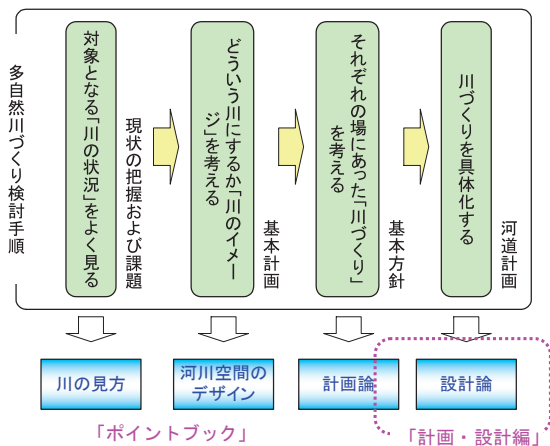 多自然川づくり検討手順
対象となる「川の状況」をよく見る
現状の把握および課題
どういう川にするか「川のイメー
ジ」を考える
基本計画
それぞれの場にあった「川づくり」
を考える
基本方針
川づくりを具体化する
河道計画
川の見方
河川空間の
デザイン
計画論
設計論
「ポイントブック」
「計画・設計編」